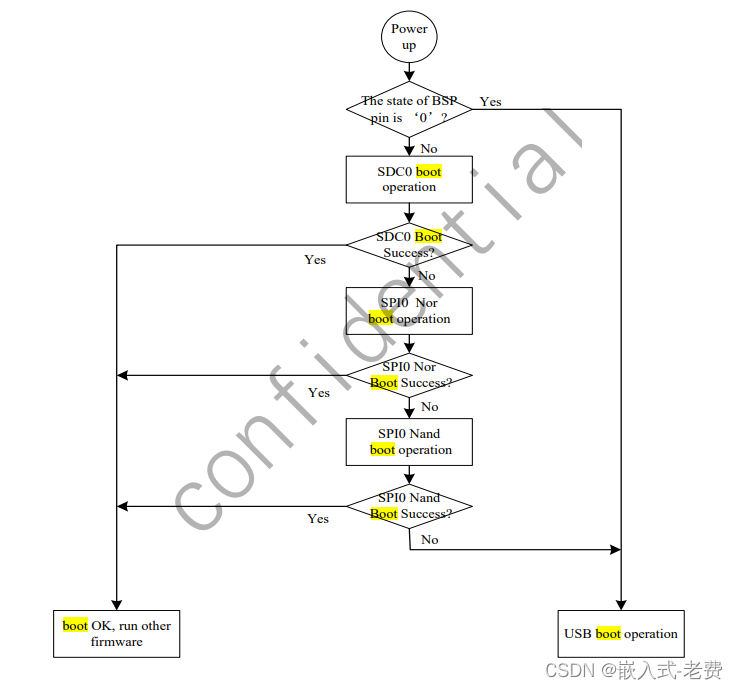 Power
up
The state of BSP
pin is ‘0’ ?
Yes
No
SDC0 boot
operation
SDC0 Boot
Success?
Yes
No
SPI0 Nor
boot operation
SPI0 Nor
Boot Success?
Yes
No
SPI0 Nand
boot operation
SPI0 Nand
Boot Success?
Yes
No
boot OK, run other
firmware
USB boot operation
confidential
CSDN @嵌入式-老费